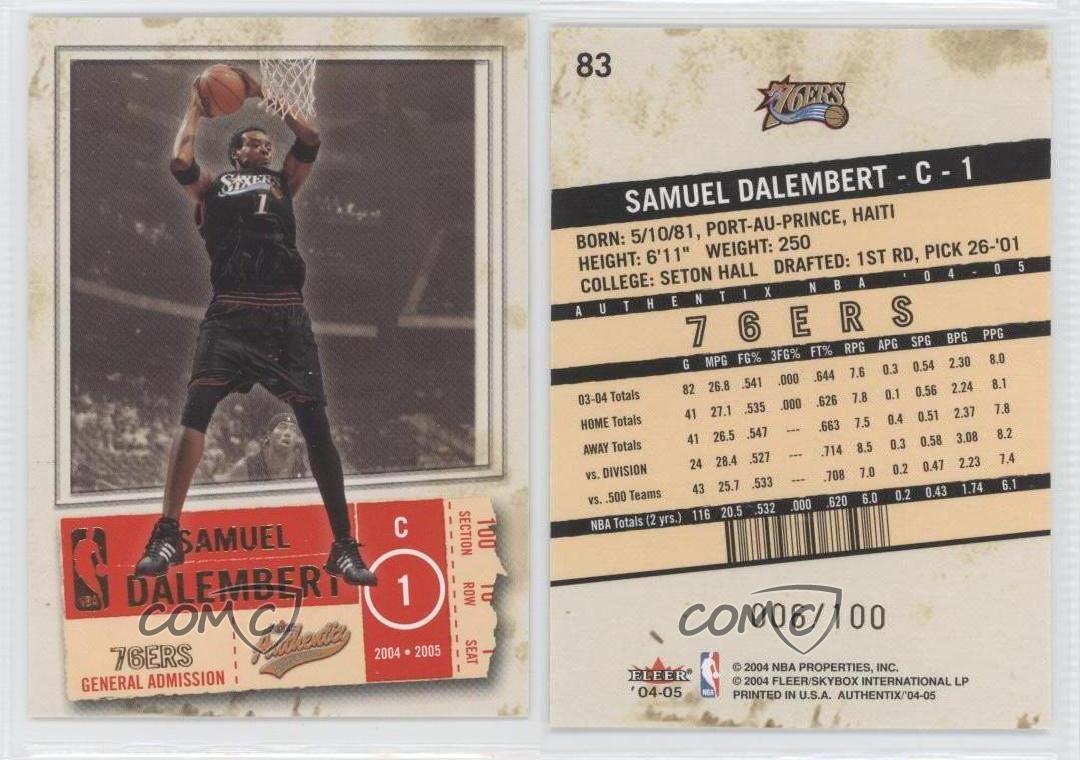 SIXERS
1
NBA
SAMUEL
DALEMBERT
C
1
2004 • 2005
76ERS
GENERAL ADMISSION
Authentix
SECTION 100
ROW 10
SEAT 1
COMC
83
76ERS
SAMUEL DALEMBERT - C - 1
BORN: 5/10/81, PORT-AU-PRINCE, HAITI
HEIGHT: 6'11" WEIGHT: 250
COLLEGE: SETON HALL DRAFTED: 1ST RD, PICK 26-'01
AUTHENTIX NBA '04-05
76ERS
G MPG FG% 3FG% FT% RPG APG SPG BPG PPG
03-04 Totals 82 26.8 .541 .000 .644 7.6 0.3 0.54 2.30 8.0
HOME Totals 41 27.1 .535 .000 .626 7.8 0.1 0.56 2.24 8.1
AWAY Totals 41 26.5 .547 --- .663 7.5 0.4 0.51 2.37 7.8
vs. DIVISION 24 28.4 .527 --- .714 8.5 0.3 0.58 3.08 8.2
vs. .500 Teams 43 25.7 .533 --- .708 7.0 0.2 0.47 2.23 7.4
NBA Totals (2 yrs.) 116 20.5 .532 .000 .620 6.0 0.2 0.43 1.74 6.1
006/100
COMC
FLEER
'04-05
NBA
© 2004 NBA PROPERTIES, INC.
© 2004 FLEER/SKYBOX INTERNATIONAL LP
PRINTED IN U.S.A. AUTHENTIX/'04-05